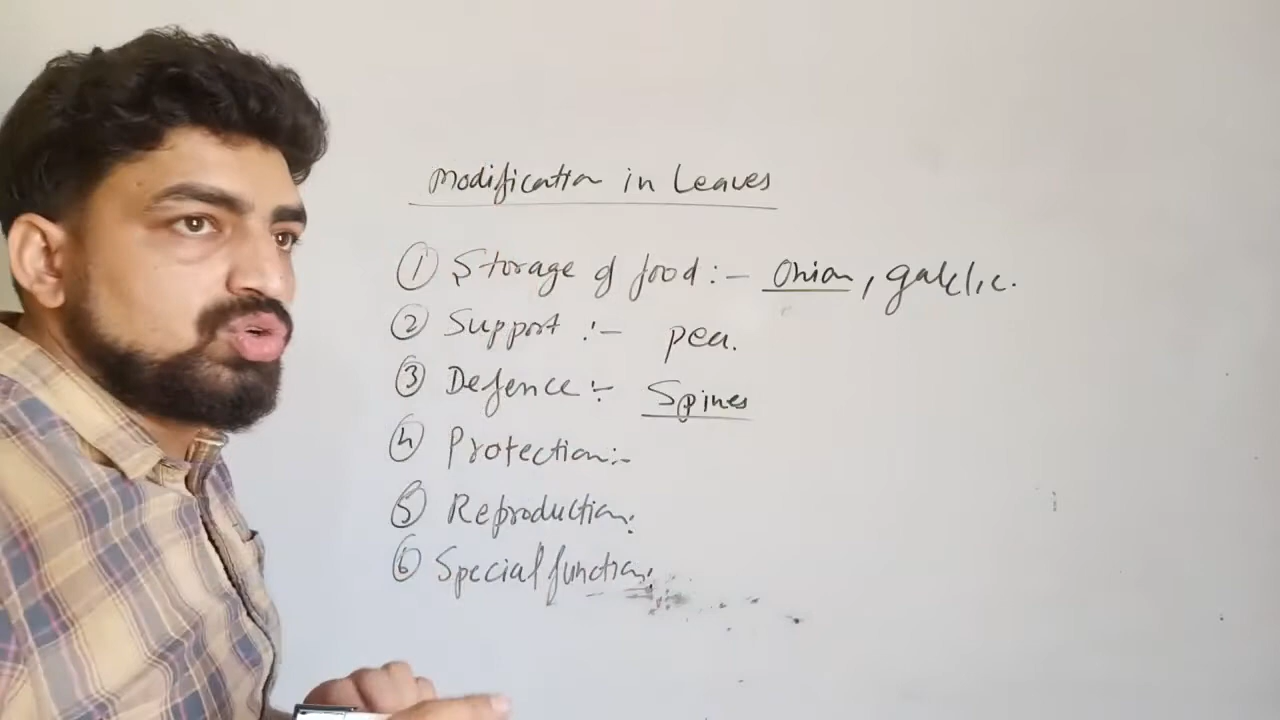 Modification in Leaves
① Storage of food :- Onion, garlic.
② Support :- pea.
③ Defence :- Spines
④ Protection :-
⑤ Reproduction:
⑥ Special function: